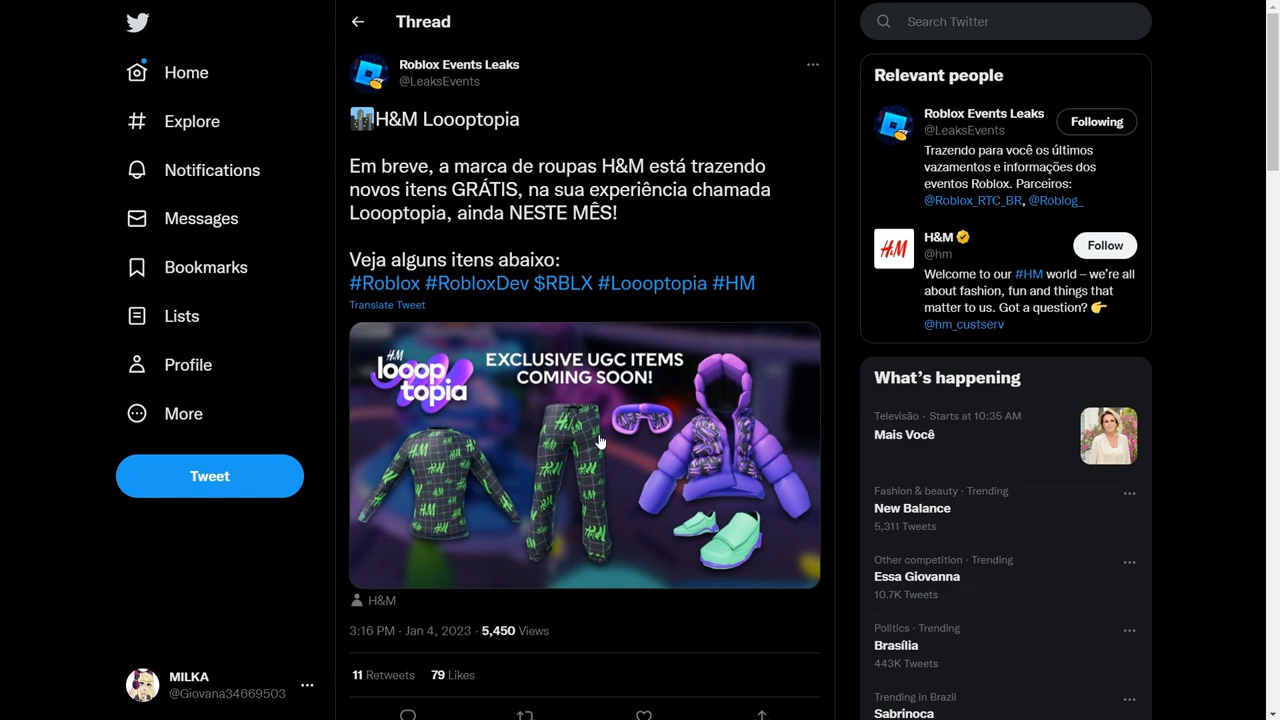 Home
Explore
Notifications
Messages
Bookmarks
Lists
Profile
More
Tweet
MILKA
@Giovana34669503
Thread
Roblox Events Leaks
@LeaksEvents
H&M Loooptopia
Em breve, a marca de roupas H&M está trazendo
novos itens GRÁTIS, na sua experiência chamada
Loooptopia, ainda NESTE MÊS!
Veja alguns itens abaixo:
#Roblox #RobloxDev $RBLX #Loooptopia #HM
Translate Tweet
H&M
looop
topia
EXCLUSIVE UGC ITEMS
COMING SOON!
H&M
3:16 PM · Jan 4, 2023 · 5,450 Views
11 Retweets 79 Likes
Search Twitter
Relevant people
Roblox Events Leaks
@LeaksEvents
Following
Trazendo para você os últimos
vazamentos e informações dos
eventos Roblox. Parceiros:
@Roblox_RTC_BR, @Roblog_
H&M
H&M
@hm
Follow
Welcome to our #HM world – we're all
about fashion, fun and things that
matter to us. Got a question?
@hm_custserv
What's happening
Televisão · Starts at 10:35 AM
Mais Você
Fashion & beauty · Trending
New Balance
5,311 Tweets
Other competition · Trending
Essa Giovanna
10.7K Tweets
Politics · Trending
Brasília
443K Tweets
Trending in Brazil
Sabrinoca